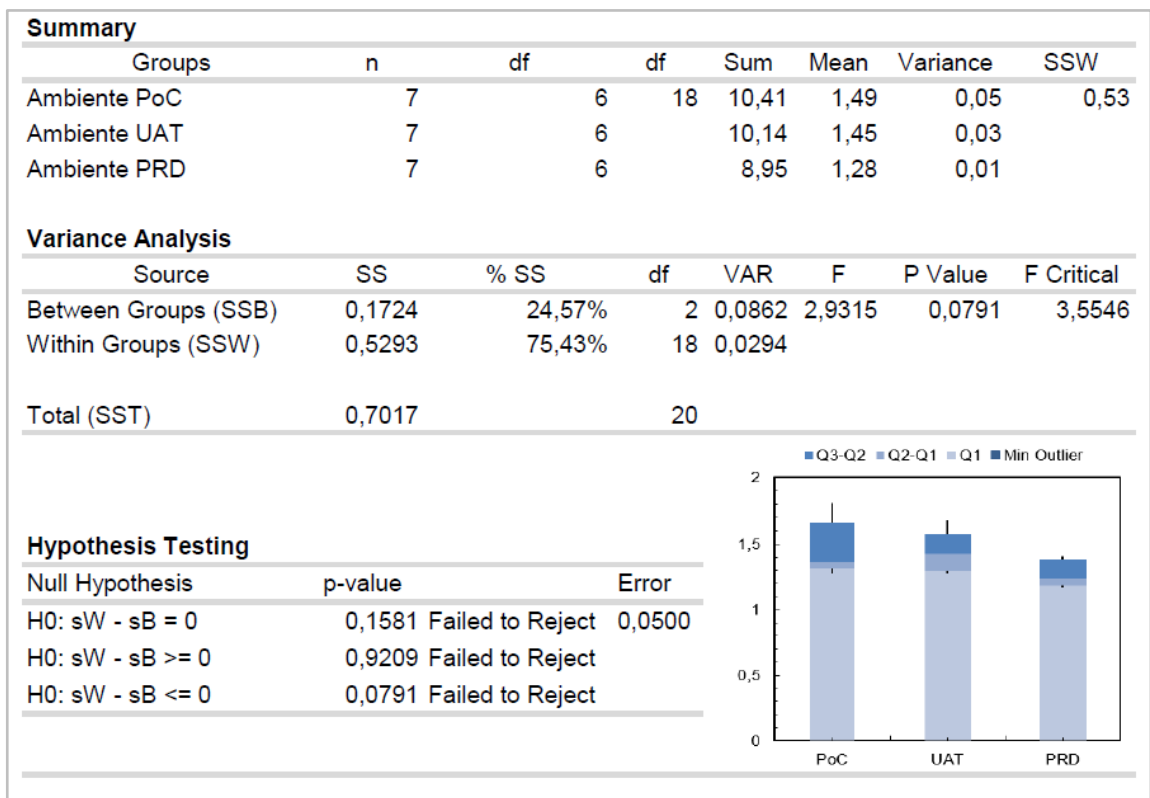 Summary
Groups n df df Sum Mean Variance SSW
Ambiente PoC 7 6 18 10,41 1,49 0,05 0,53
Ambiente UAT 7 6 10,14 1,45 0,03
Ambiente PRD 7 6 8,95 1,28 0,01
Variance Analysis
Source SS % SS df VAR F P Value F Critical
Between Groups (SSB) 0,1724 24,57% 2 0,0862 2,9315 0,0791 3,5546
Within Groups (SSW) 0,5293 75,43% 18 0,0294
Total (SST) 0,7017 20
Hypothesis Testing
Null Hypothesis p-value Error
H0: sW - sB = 0 0,1581 Failed to Reject 0,0500
H0: sW - sB >= 0 0,9209 Failed to Reject
H0: sW - sB <= 0 0,0791 Failed to Reject
Q3-Q2 Q2-Q1 Q1 Min Outlier
2
1,5
1
0,5
0
PoC UAT PRD